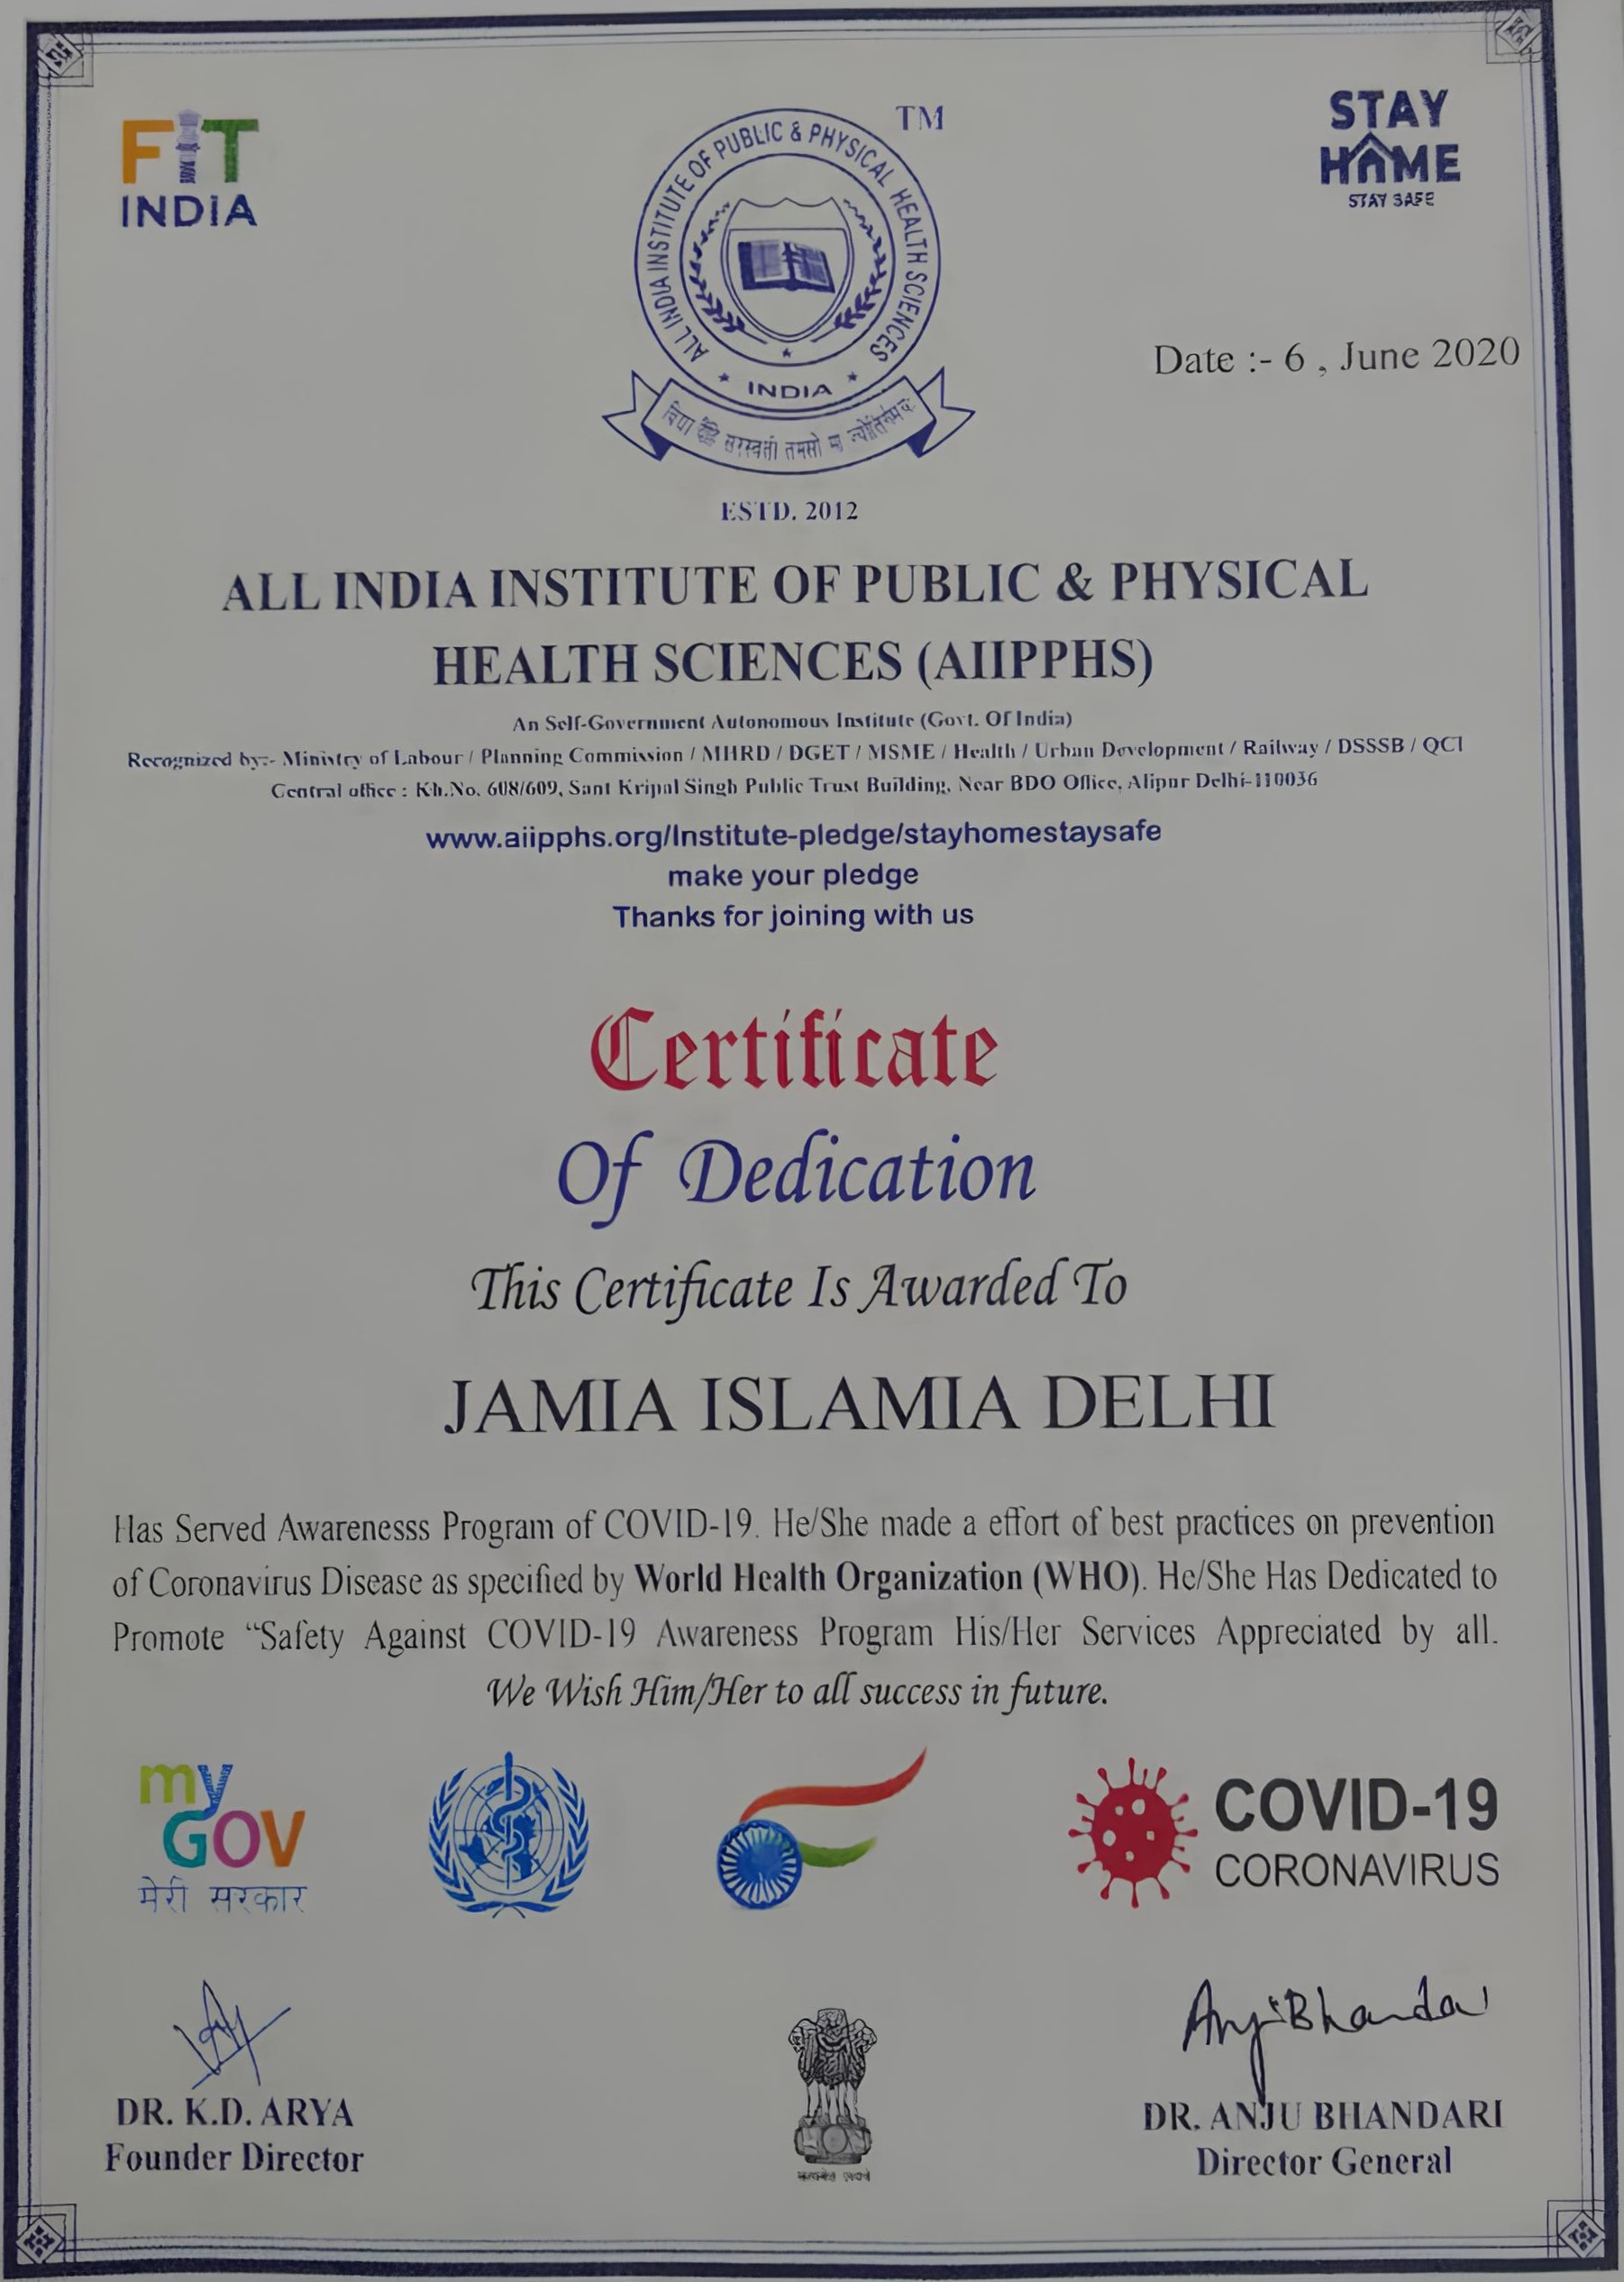 FIT
INDIA
TM
STAY
HOME
STAY SAFE
ALL INDIA INSTITUTE OF PUBLIC & PHYSICAL HEALTH SCIENCES
INDIA
Date :- 6 , June 2020
ESTD. 2012
ALL INDIA INSTITUTE OF PUBLIC & PHYSICAL
HEALTH SCIENCES (AIIPPHS)
An Self-Government Autonomous Institute (Govt. Of India)
Recognized by:- Ministry of Labour / Planning Commission / MHRD / DGET / MSME / Health / Urban Development / Railway / DSSSB / QCI
Central office : Kh.No. 608/609, Sant Kripal Singh Public Trust Building, Near BDO Office, Alipur Delhi-110036
www.aiipphs.org/Institute-pledge/stayhomestaysafe
make your pledge
Thanks for joining with us
Certificate
Of Dedication
This Certificate Is Awarded To
JAMIA ISLAMIA DELHI
Has Served Awarenesss Program of COVID-19. He/She made a effort of best practices on prevention
of Coronavirus Disease as specified by World Health Organization (WHO). He/She Has Dedicated to
Promote “Safety Against COVID-19 Awareness Program His/Her Services Appreciated by all.
We Wish Him/Her to all success in future.
my
GOV
मेरी सरकार
COVID-19
CORONAVIRUS
Anju Bhandari
DR. K.D. ARYA
Founder Director
DR. ANJU BHANDARI
Director General